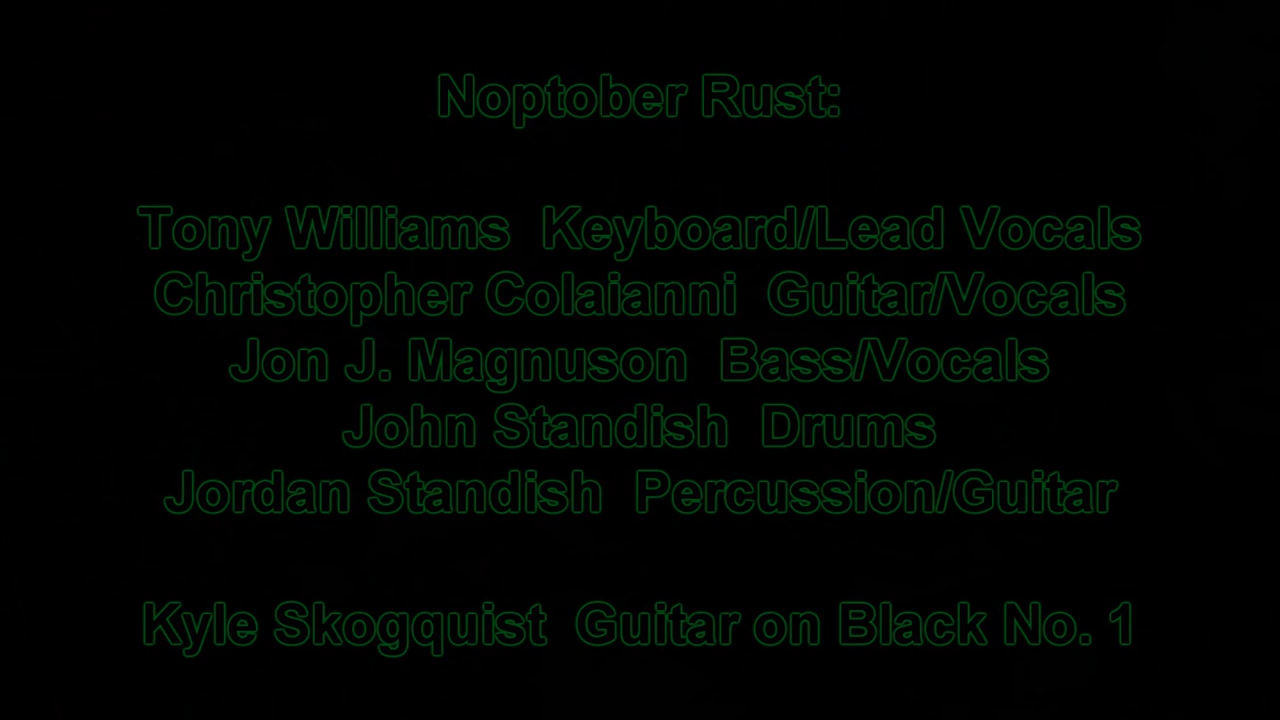 Noptober Rust:
Tony Williams  Keyboard/Lead Vocals
Christopher Colaianni  Guitar/Vocals
Jon J. Magnuson  Bass/Vocals
John Standish  Drums
Jordan Standish  Percussion/Guitar
Kyle Skogquist  Guitar on Black No. 1